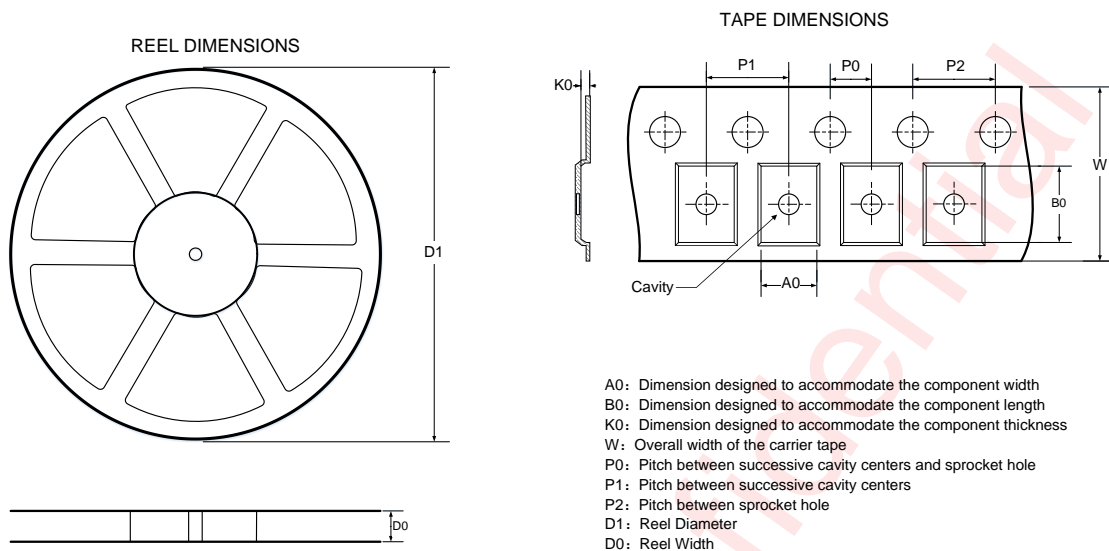 TAPE DIMENSIONS
REEL DIMENSIONS
P1
P0
P2
K0
W
B0
D1
Cavity
A0
A0：Dimension designed to accommodate the component width
B0：Dimension designed to accommodate the component length
K0：Dimension designed to accommodate the component thickness
W：Overall width of the carrier tape
P0：Pitch between successive cavity centers and sprocket hole
P1：Pitch between successive cavity centers
P2：Pitch between sprocket hole
D1：Reel Diameter
D0：Reel Width
D0
fidential